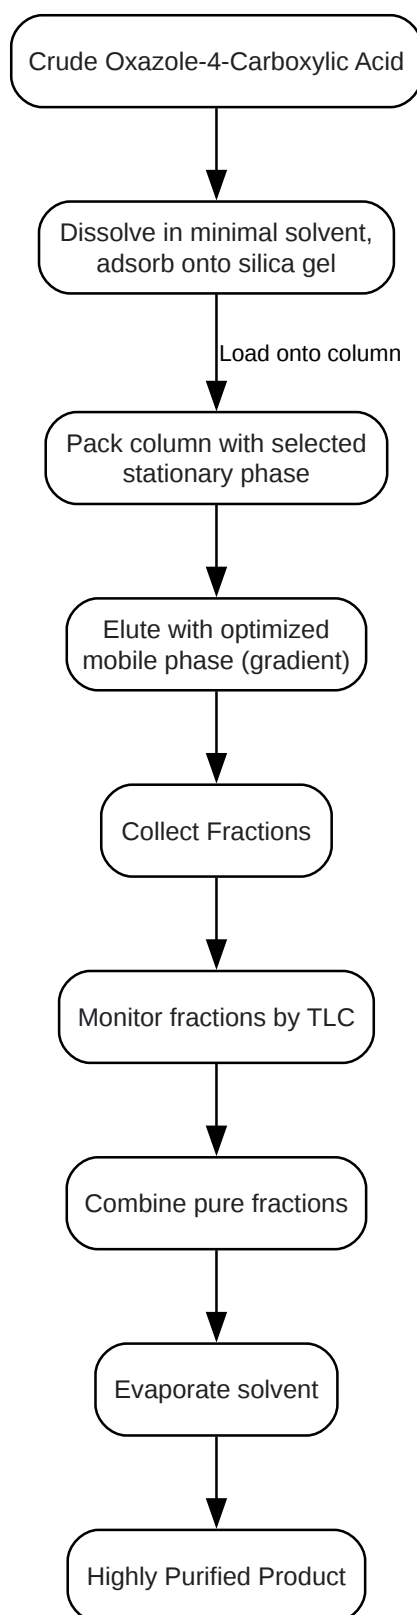 Crude Oxazole-4-Carboxylic Acid
Dissolve in minimal solvent,
adsorb onto silica gel
Load onto column
Pack column with selected
stationary phase
Elute with optimized
mobile phase (gradient)
Collect Fractions
Monitor fractions by TLC
Combine pure fractions
Evaporate solvent
Highly Purified Product